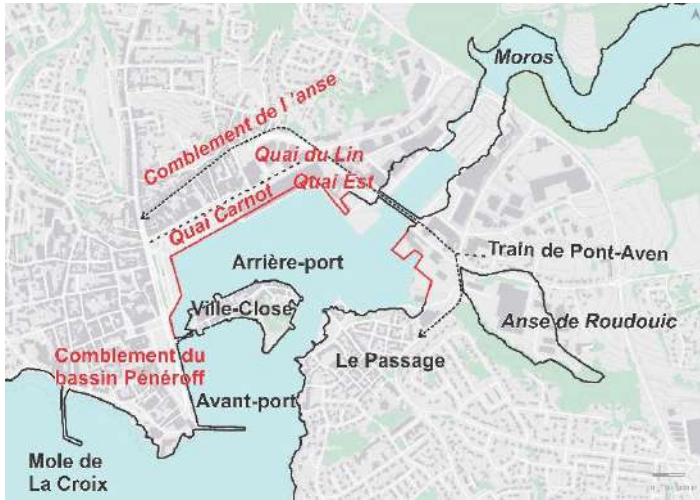 Moros
Comblement de l 'anse
Quai du Lin
Quai Est
Quai Carnot
Arrière-port
Train de Pont-Aven
Ville-Close
Anse de Roudouic
Comblement du
bassin Pénéroff
Le Passage
Avant-port
Mole de
La Croix